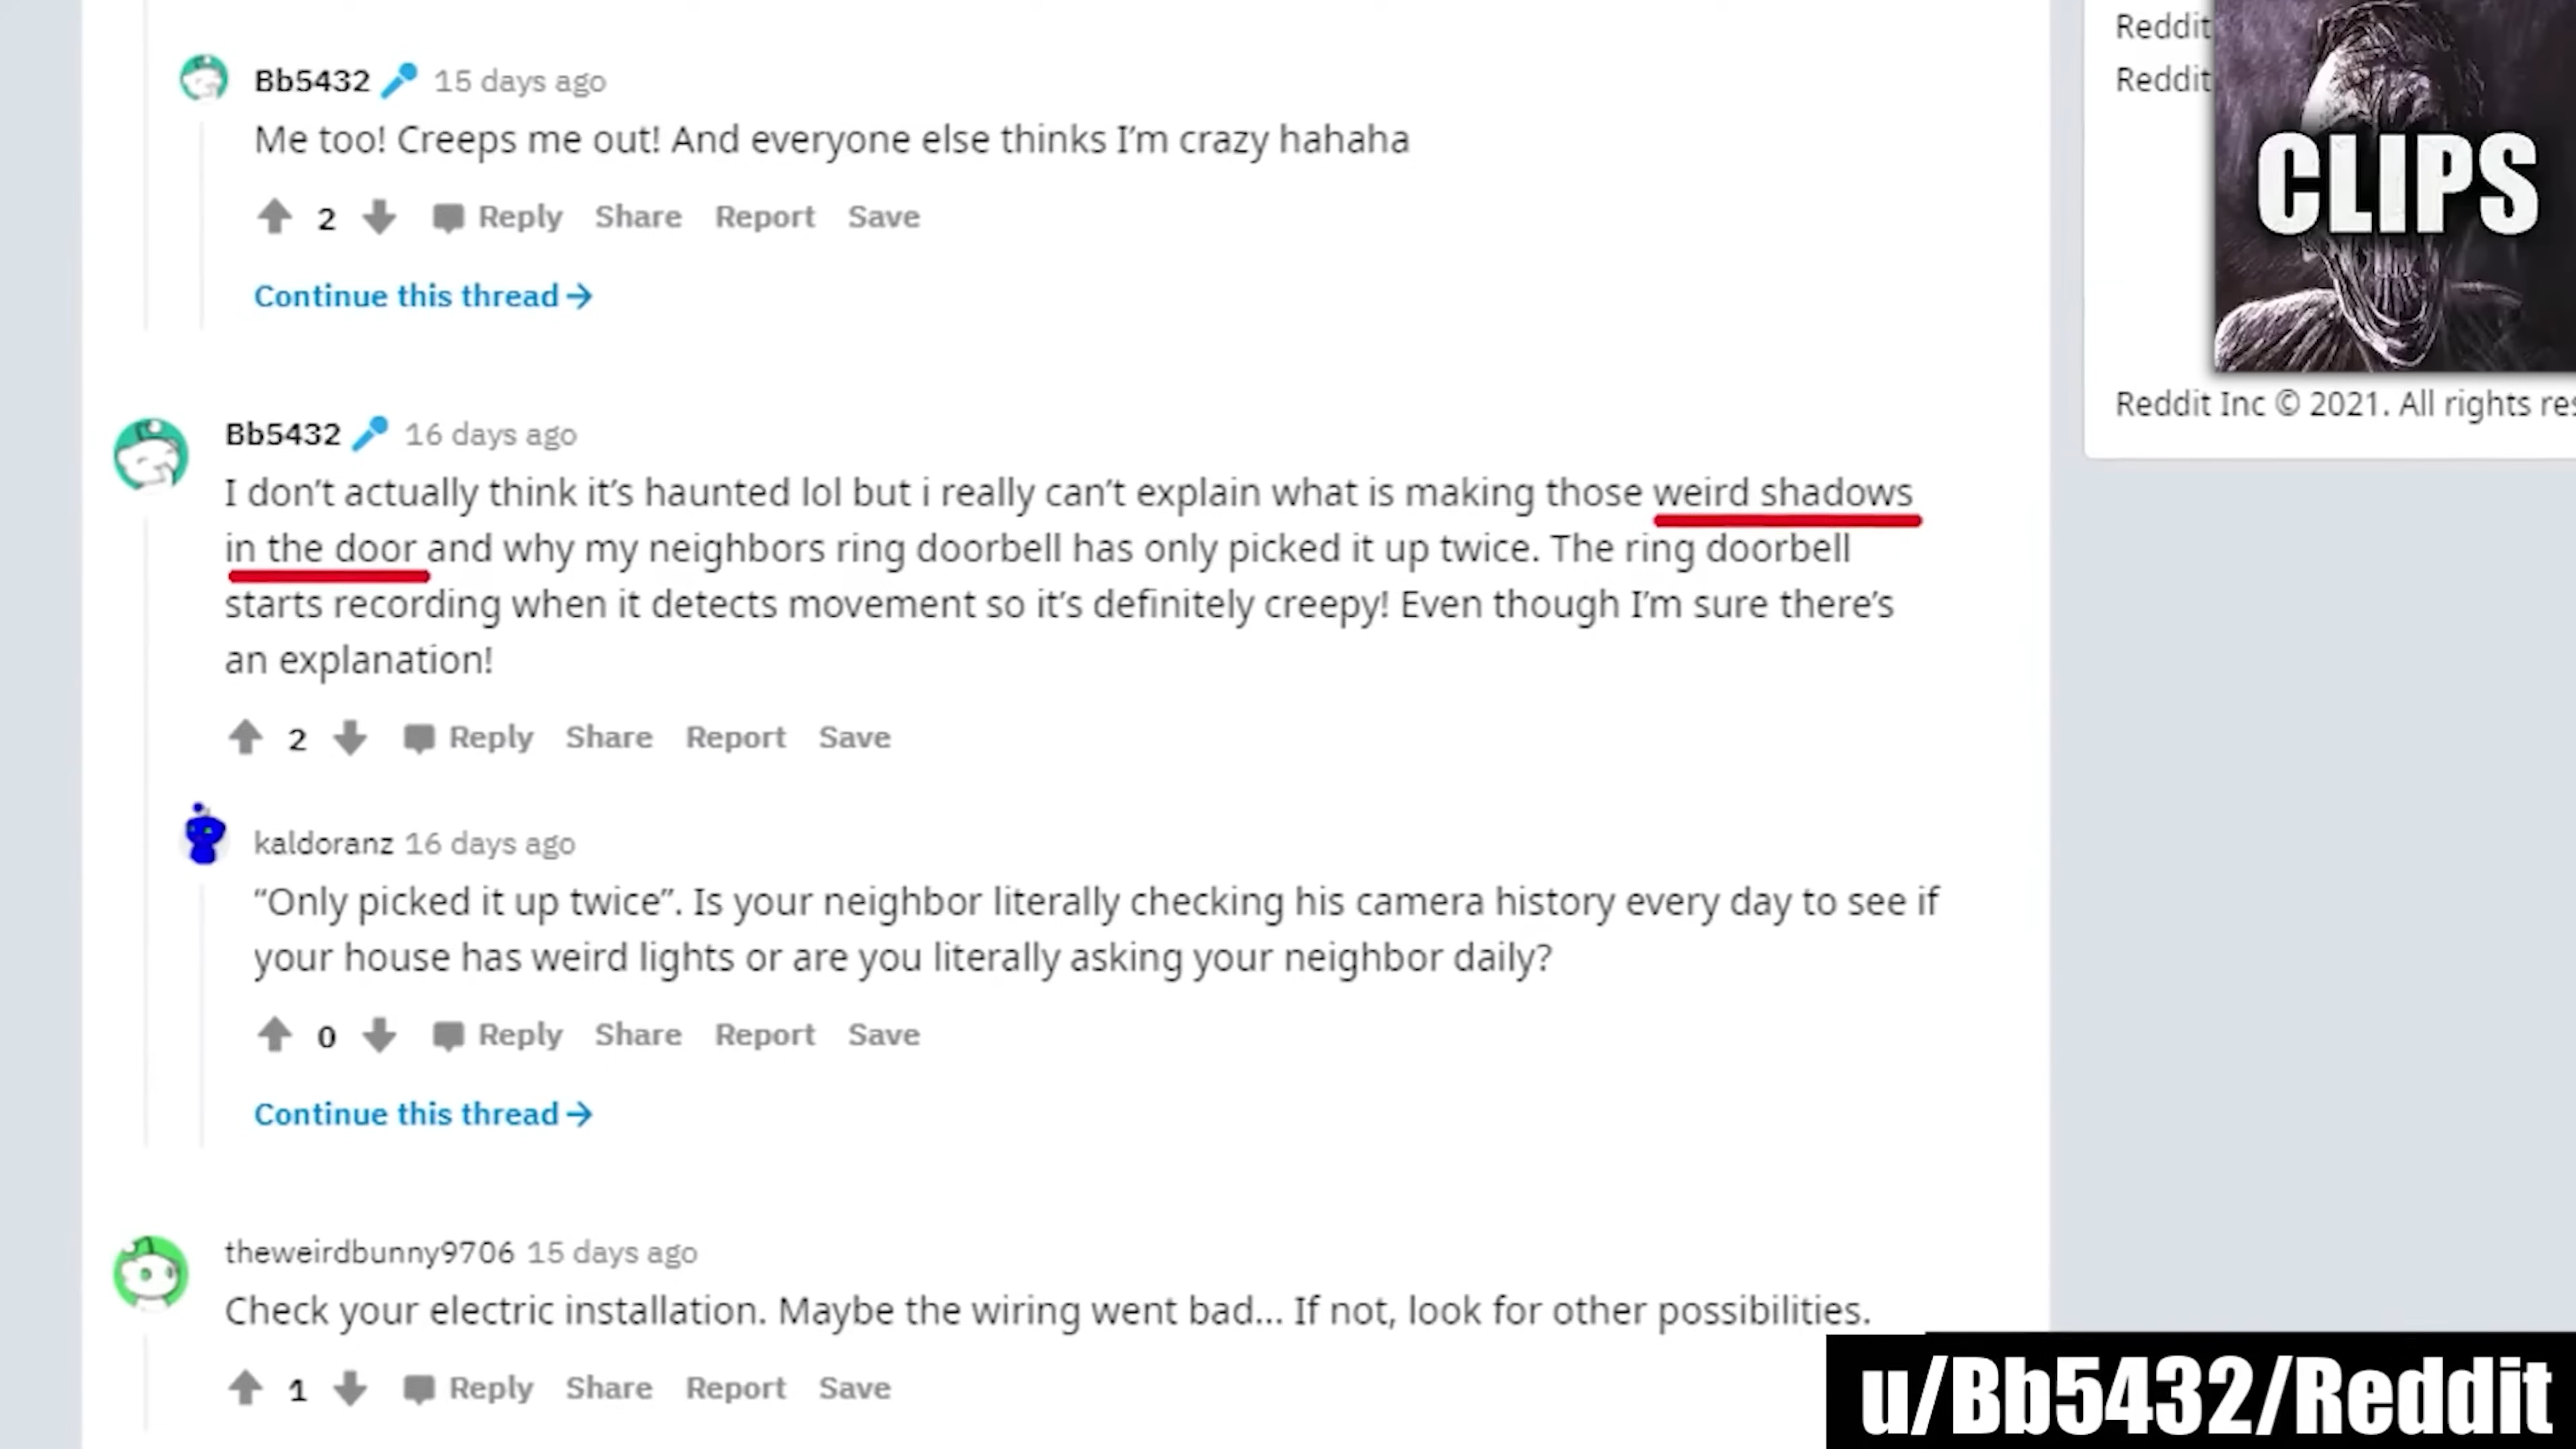 Bb5432 15 days ago
Me too! Creeps me out! And everyone else thinks I'm crazy hahaha
2 Reply Share Report Save
Continue this thread →
Bb5432 16 days ago
I don't actually think it's haunted lol but i really can't explain what is making those weird shadows
in the door and why my neighbors ring doorbell has only picked it up twice. The ring doorbell
starts recording when it detects movement so it's definitely creepy! Even though I'm sure there's
an explanation!
2 Reply Share Report Save
kaldoranz 16 days ago
“Only picked it up twice”. Is your neighbor literally checking his camera history every day to see if
your house has weird lights or are you literally asking your neighbor daily?
0 Reply Share Report Save
Continue this thread →
theweirdbunny9706 15 days ago
Check your electric installation. Maybe the wiring went bad... If not, look for other possibilities.
1 Reply Share Report Save
Reddit
Reddit
CLIPS
Reddit Inc © 2021. All rights res
u/Bb5432/Reddit